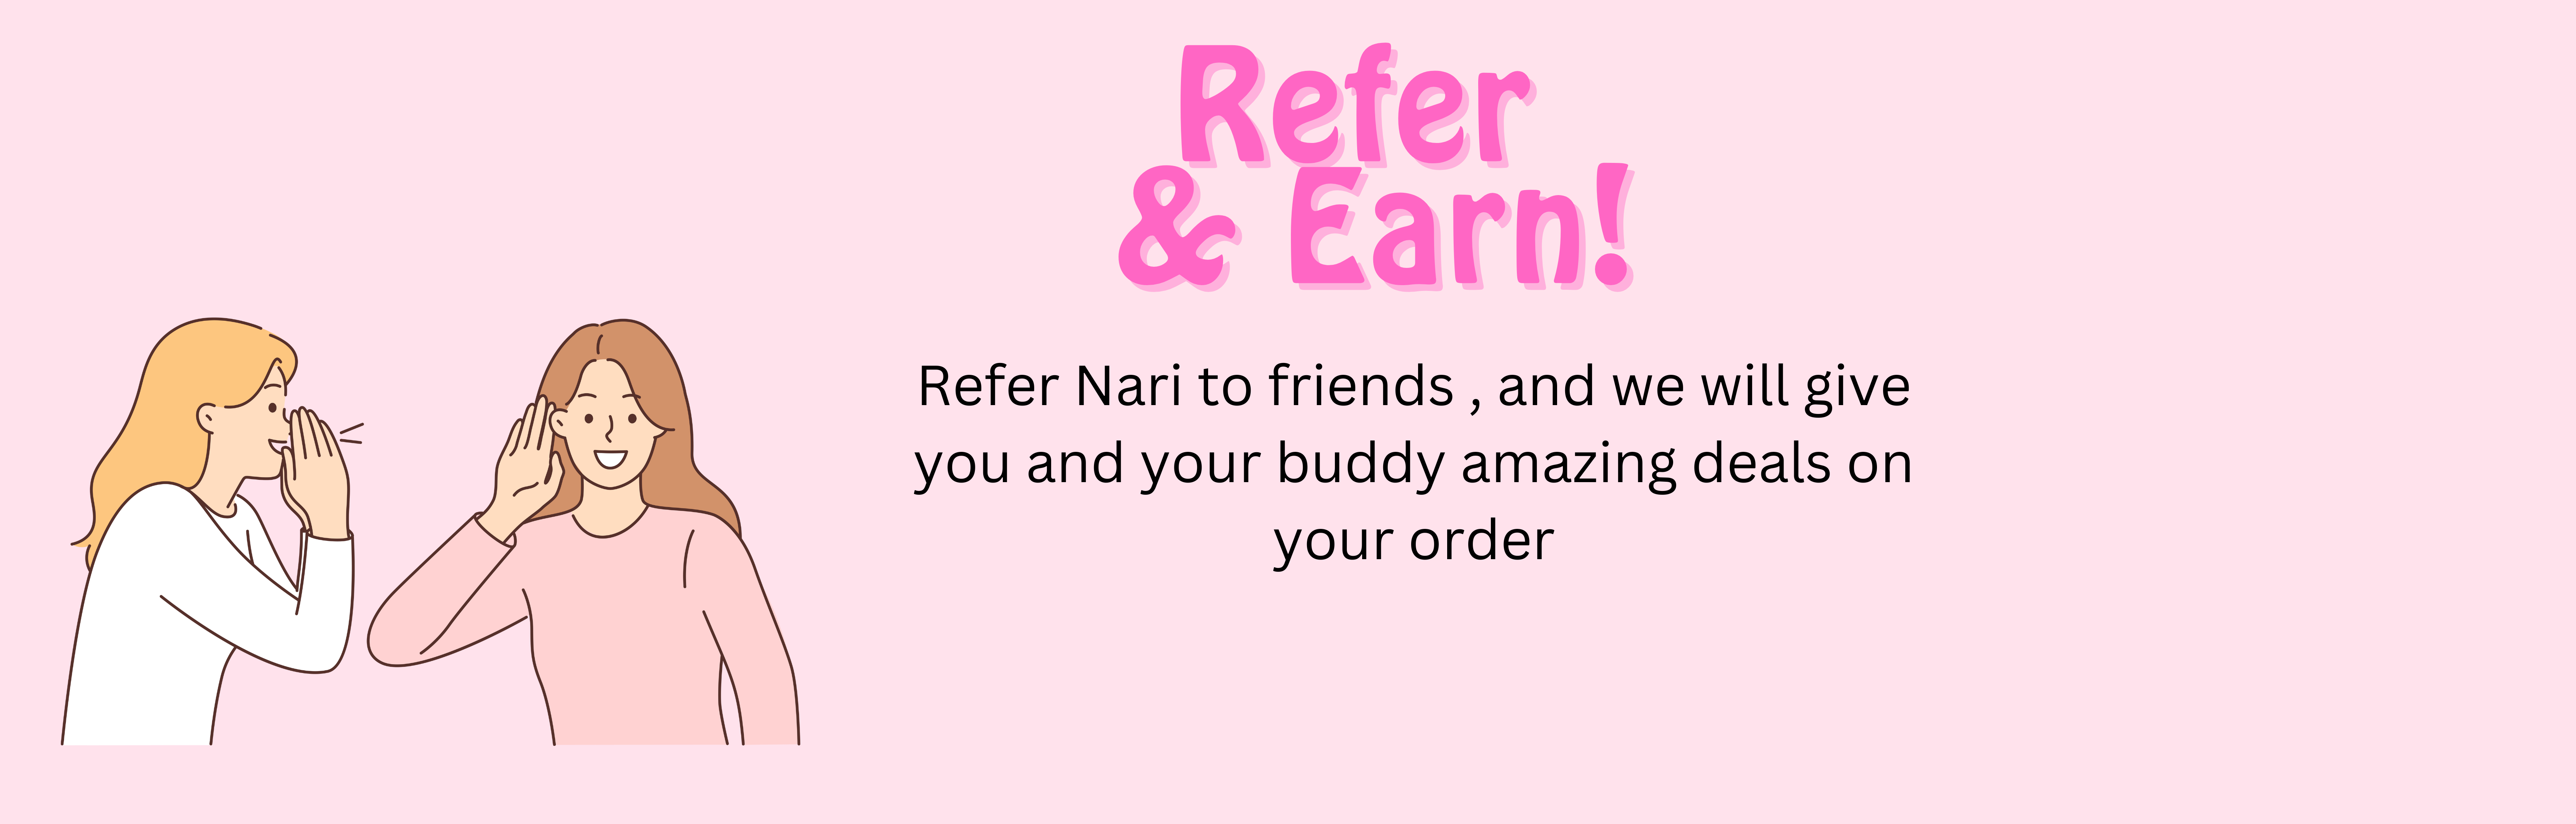 Refer
& Earn!
Refer Nari to friends , and we will give
you and your buddy amazing deals on
your order